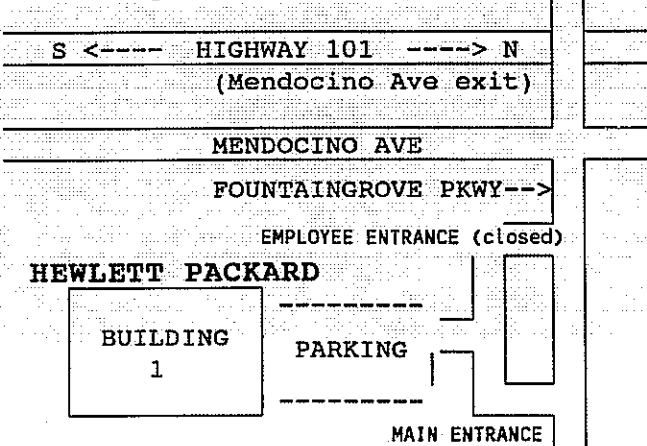 S <---- HIGHWAY 101 ----> N
(Mendocino Ave exit)
MENDOCINO AVE
FOUNTAINGROVE PKWY-->
EMPLOYEE ENTRANCE (closed)
HEWLETT PACKARD
BUILDING
1
PARKING
MAIN ENTRANCE